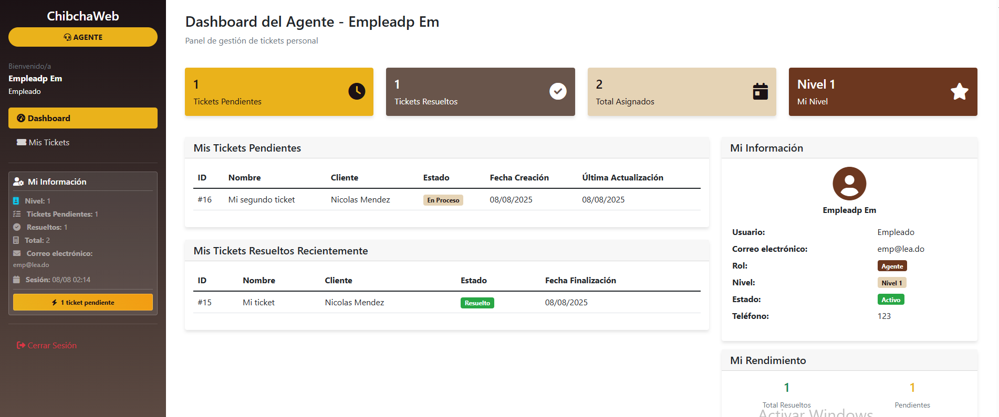 ChibchaWeb
AGENTE
Bienvenido/a
Empleadp Em
Empleado
Dashboard
Mis Tickets
Mi Información
Nivel: 1
Tickets Pendientes: 1
Resueltos: 1
Total: 2
Correo electrónico:
emp@lea.do
Sesión: 08/08 02:14
1 ticket pendiente
Cerrar Sesión
Dashboard del Agente - Empleadp Em
Panel de gestión de tickets personal
1
Tickets Pendientes
1
Tickets Resueltos
2
Total Asignados
Nivel 1
Mi Nivel
Mis Tickets Pendientes
ID Nombre Cliente Estado Fecha Creación Última Actualización
#16 Mi segundo ticket Nicolas Mendez En Proceso 08/08/2025 08/08/2025
Mis Tickets Resueltos Recientemente
ID Nombre Cliente Estado Fecha Finalización
#15 Mi ticket Nicolas Mendez Resuelto 08/08/2025
Mi Información
Empleadp Em
Usuario: Empleado
Correo electrónico: emp@lea.do
Rol: Agente
Nivel: Nivel 1
Estado: Activo
Teléfono: 123
Mi Rendimiento
1 1
Total Resueltos Pendientes
Activar Windows